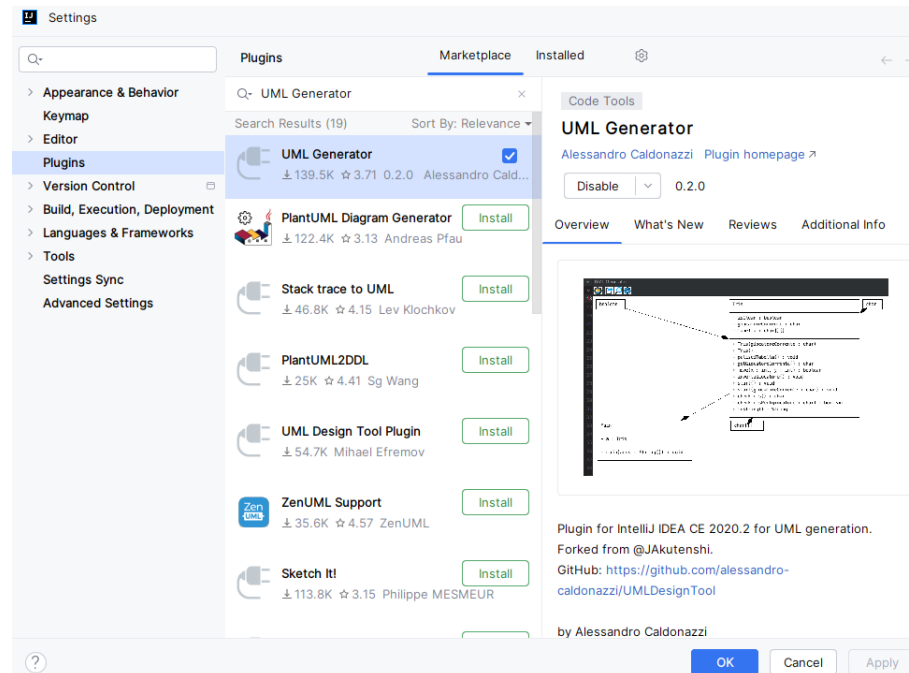 Settings
Appearance & Behavior
Keymap
Editor
Plugins
Version Control
Build, Execution, Deployment
Languages & Frameworks
Tools
Settings Sync
Advanced Settings
Plugins
Marketplace
Installed
UML Generator
Search Results (19)
Sort By: Relevance
UML Generator
139.5K 3.71 0.2.0 Alessandro Cald...
PlantUML Diagram Generator
Install
122.4K 3.13 Andreas Pfau
Stack trace to UML
Install
46.8K 4.15 Lev Klochkov
PlantUML2DDL
Install
25K 4.41 Sg Wang
UML Design Tool Plugin
Install
54.7K Mihael Efremov
Zen
UML
ZenUML Support
Install
35.6K 4.57 ZenUML
Sketch It!
Install
113.8K 3.15 Philippe MESMEUR
Code Tools
UML Generator
Alessandro Caldonazzi Plugin homepage ↗
Disable
0.2.0
Overview
What's New
Reviews
Additional Info
Plugin for IntelliJ IDEA CE 2020.2 for UML generation.
Forked from @JAkutenshi.
GitHub: https://github.com/alessandro-
caldonazzi/UMLDesignTool
by Alessandro Caldonazzi
?
OK
Cancel
Apply